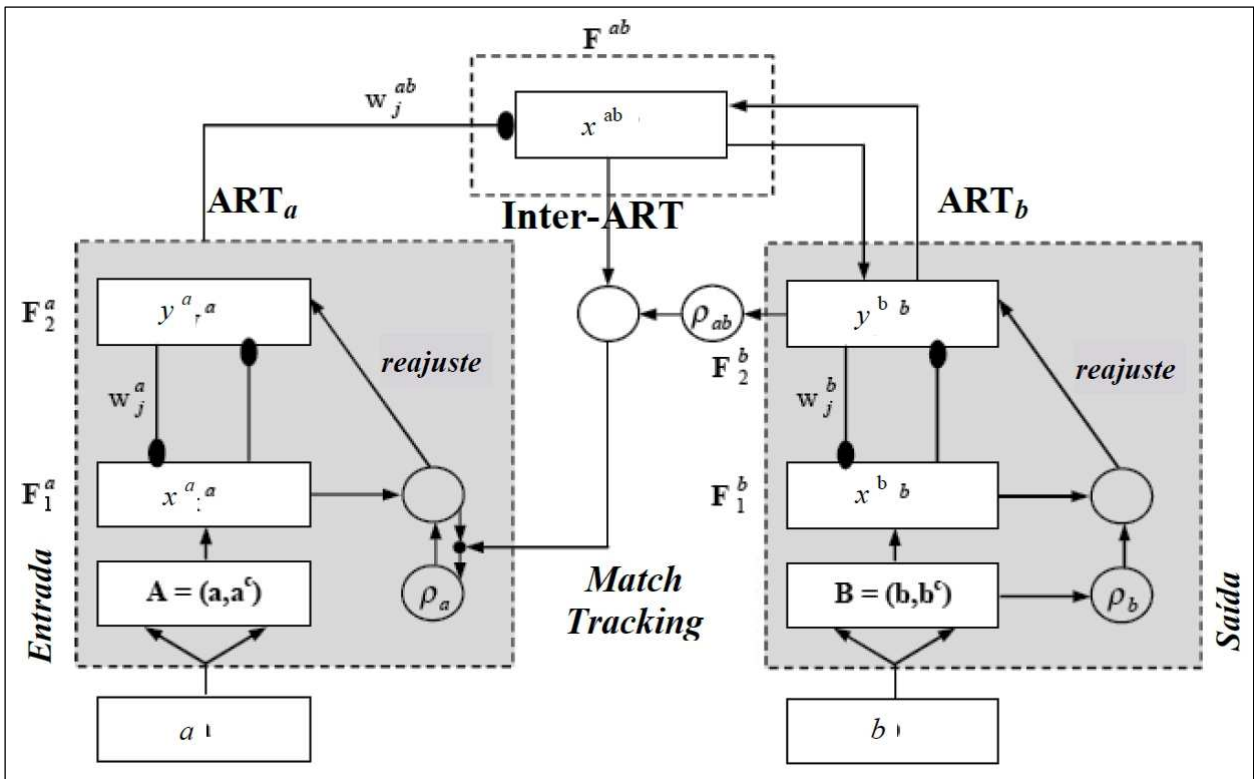 F^ab
w_j^ab
x^ab
ART_a
Inter-ART
ART_b
F_2^a
y^a a
reajuste
w_j^a
F_1^a
x^a a
Entrada
A = (a,a^c)
ρ_a
a
ρ_ab
Match
Tracking
F_2^b
y^b b
reajuste
w_j^b
F_1^b
x^b b
B = (b,b^c)
ρ_b
Saída
b